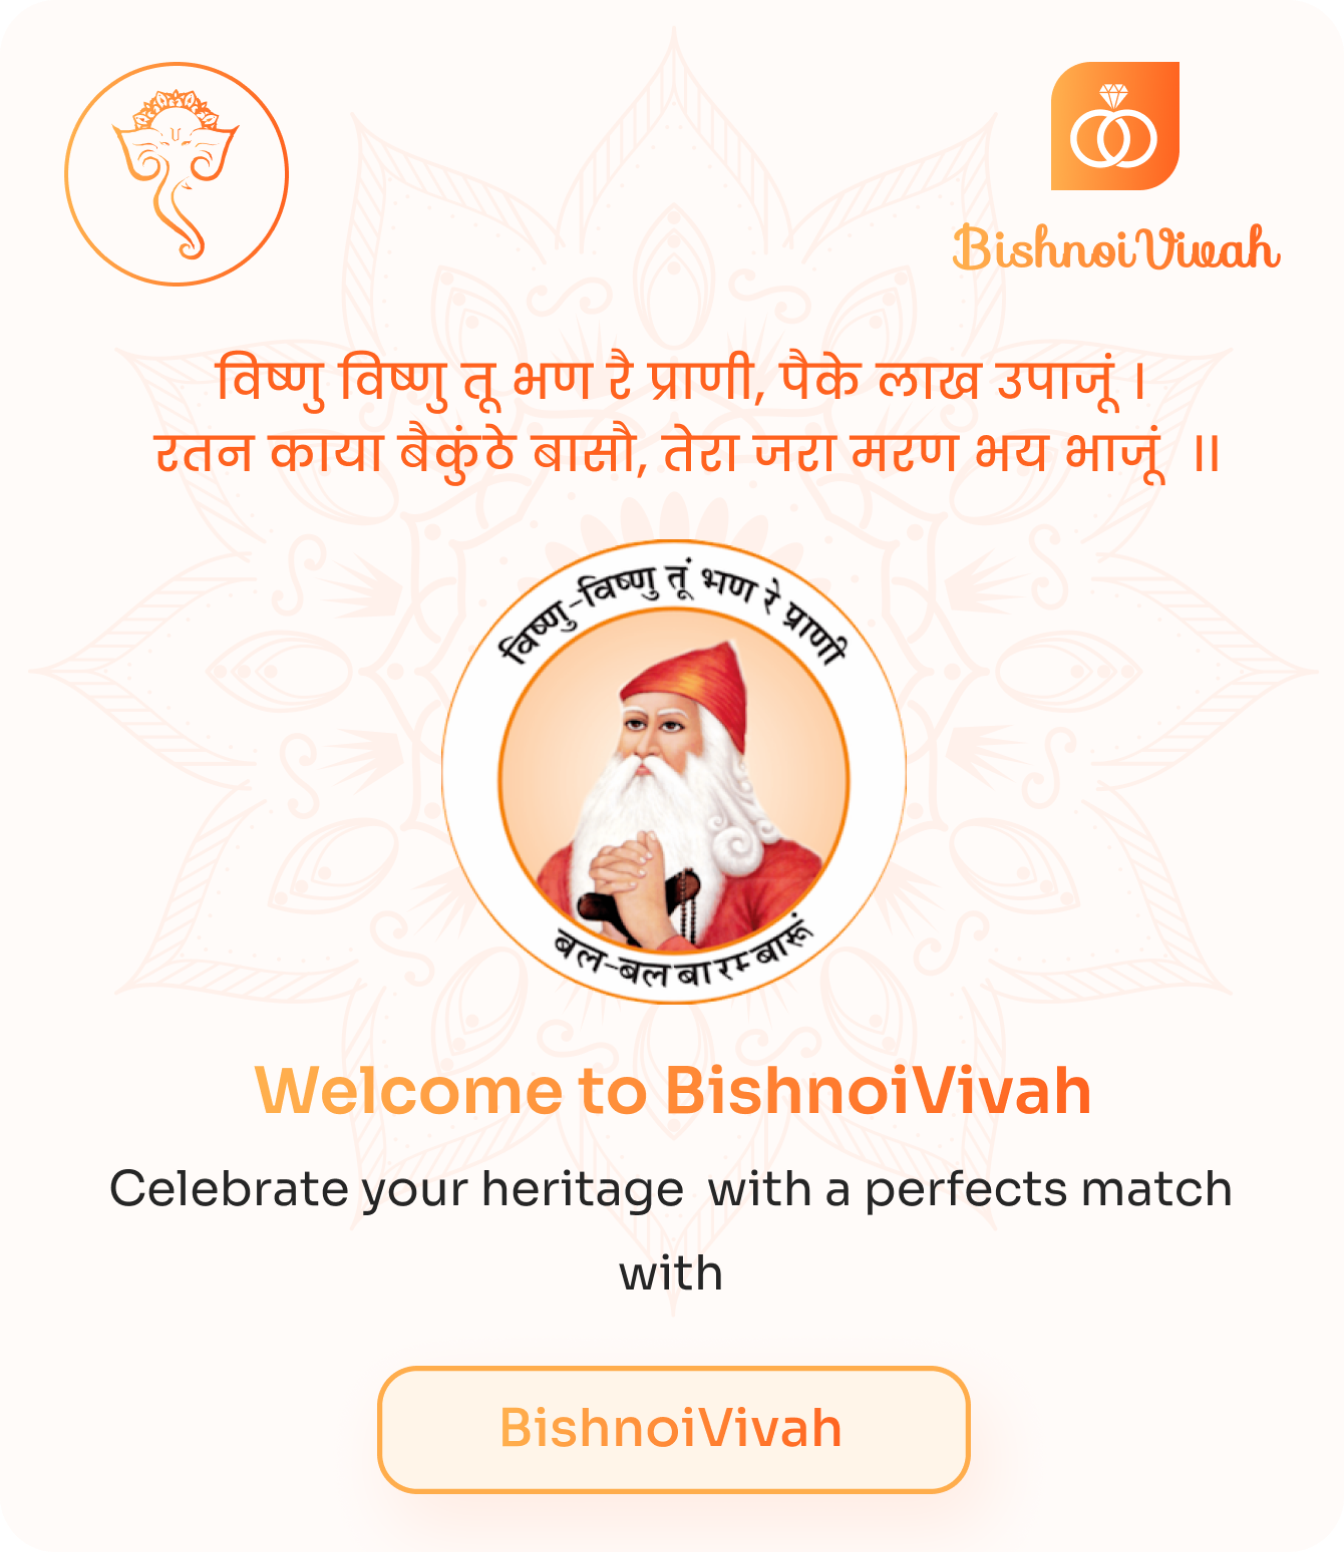 BishnoiVivah
विष्णु विष्णु तू भण रै प्राणी, पैके लाख उपाजूं ।
रतन काया बैकुंठे बासौ, तेरा जरा मरण भय भाजूं ।।
विष्णु-विष्णु तूं भण रे प्राणी
बल-बल बारम्बारूं
Welcome to BishnoiVivah
Celebrate your heritage with a perfects match
with
BishnoiVivah